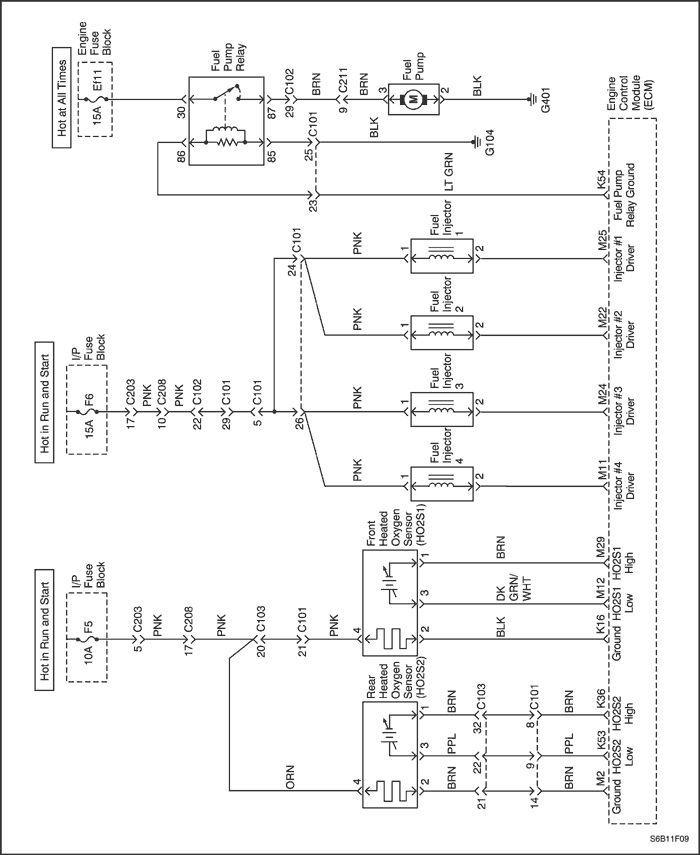 Hot at All Times
Engine
Fuse
Block
Ef11
15A
Fuel
Pump
Relay
30
87
86
85
29
C102
BRN
9
C211
BRN
Fuel
Pump
3
M
2
BLK
G401
25
C101
BLK
G104
23
LT GRN
K54
Fuel Pump
Relay Ground
Engine
Control
Module
(ECM)
Hot in Run and Start
I/P
Fuse
Block
F6
15A
17
C203
PNK
10
C208
PNK
22
C102
29
C101
5
C101
24
C101
26
PNK
1
Fuel
Injector
1
2
M25
Injector #1
Driver
PNK
1
Fuel
Injector
2
2
M22
Injector #2
Driver
PNK
1
Fuel
Injector
3
2
M24
Injector #3
Driver
PNK
1
Fuel
Injector
4
2
M11
Injector #4
Driver
Hot in Run and Start
I/P
Fuse
Block
F5
10A
5
C203
PNK
17
C208
PNK
20
C103
21
C101
PNK
4
Front
Heated
Oxygen
Sensor
(HO2S1)
1
BRN
M29
HO2S1
High
3
DK
GRN/
WHT
M12
HO2S1
Low
2
BLK
K16
Ground
ORN
4
Rear
Heated
Oxygen
Sensor
(HO2S2)
1
BRN
32
C103
8
C101
BRN
K36
HO2S2
High
3
PPL
22
9
PPL
K53
HO2S2
Low
2
BRN
21
14
BRN
M2
Ground
S6B11F09